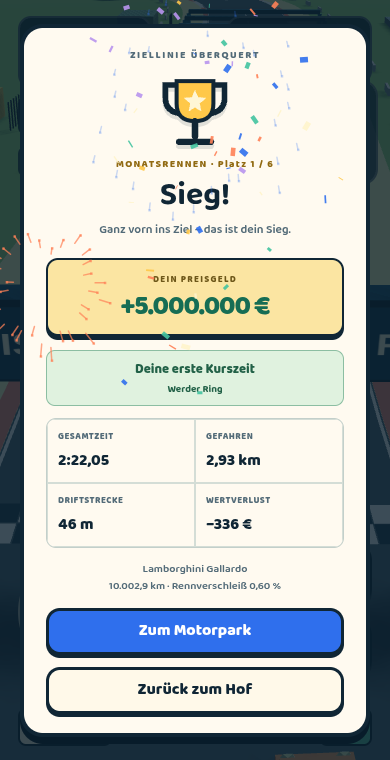 ZIELLINIE ÜBERQUERT
MONATSRENNEN · Platz 1 / 6
Sieg!
Ganz vorn ins Ziel – das ist dein Sieg.
DEIN PREISGELD
+5.000.000 €
Deine erste Kurszeit
Werder Ring
GESAMTZEIT
2:22,05
GEFAHREN
2,93 km
DRIFTSTRECKE
46 m
WERTVERLUST
−336 €
Lamborghini Gallardo
10.002,9 km · Rennverschleiß 0,60 %
Zum Motorpark
Zurück zum Hof